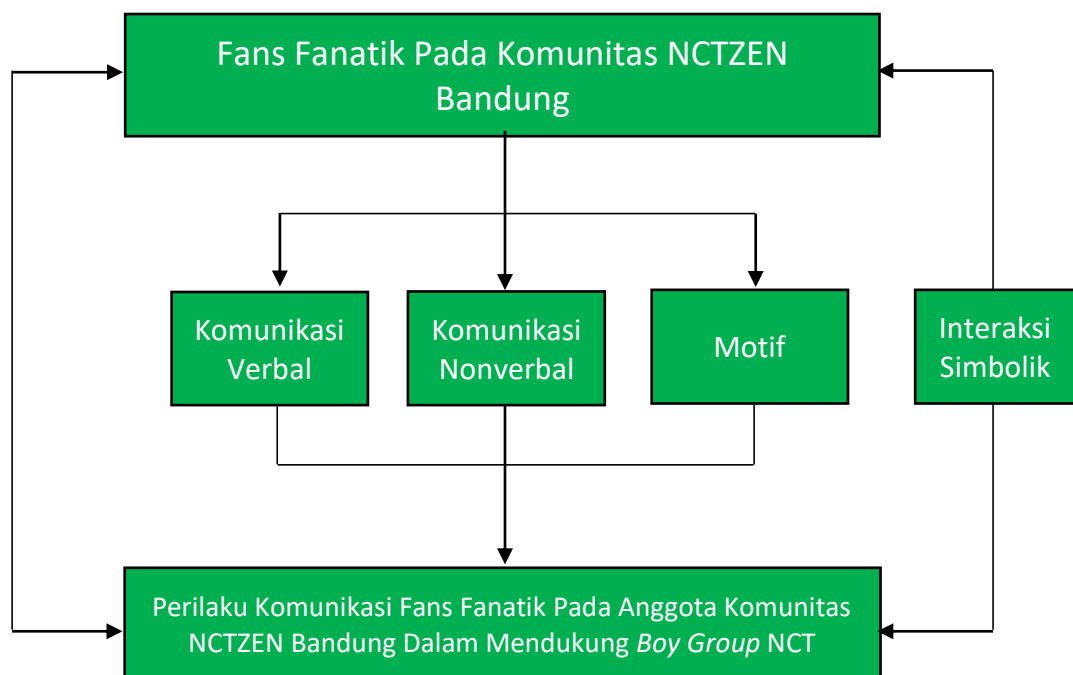 Fans Fanatik Pada Komunitas NCTZEN
Bandung
Komunikasi
Verbal
Komunikasi
Nonverbal
Motif
Interaksi
Simbolik
Perilaku Komunikasi Fans Fanatik Pada Anggota Komunitas
NCTZEN Bandung Dalam Mendukung Boy Group NCT